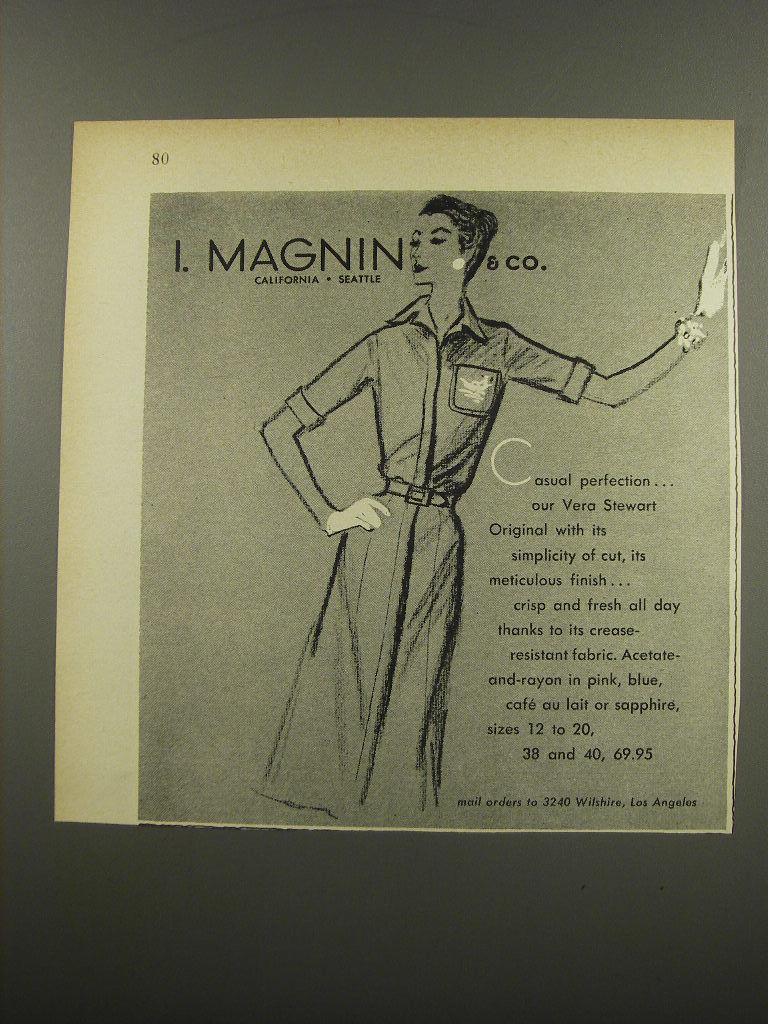 80
I. MAGNIN & CO.
CALIFORNIA • SEATTLE
Casual perfection...
our Vera Stewart
Original with its
simplicity of cut, its
meticulous finish...
crisp and fresh all day
thanks to its crease-
resistant fabric. Acetate-
and-rayon in pink, blue,
café au lait or sapphire,
sizes 12 to 20,
38 and 40, 69.95
mail orders to 3240 Wilshire, Los Angeles